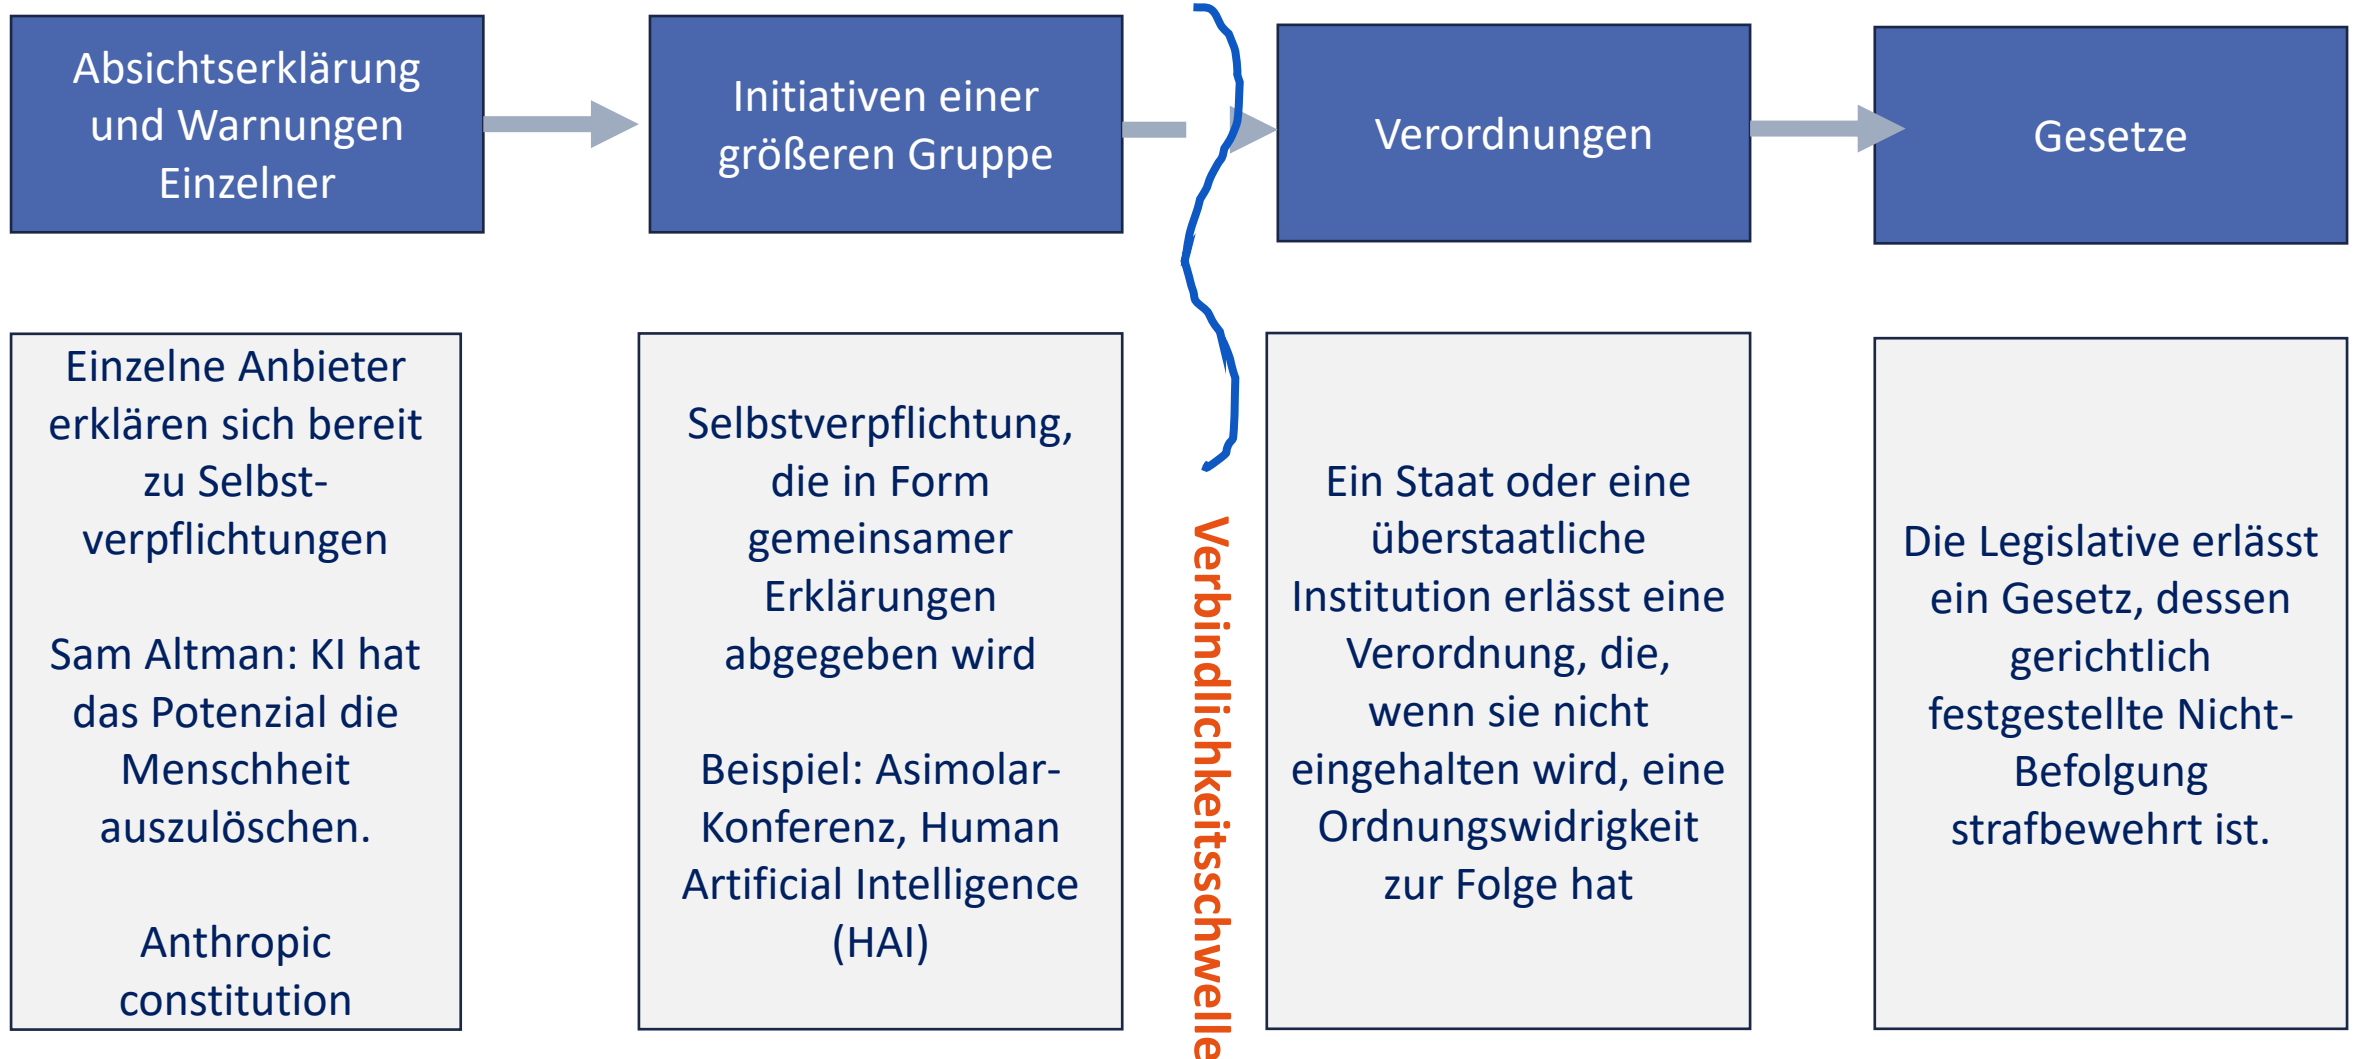 Absichtserklärung
und Warnungen
Einzelner
Initiativen einer
größeren Gruppe
Verordnungen
Gesetze
Einzelne Anbieter
erklären sich bereit
zu Selbst-
verpflichtungen
Sam Altman: KI hat
das Potenzial die
Menschheit
auszulöschen.
Anthropic
constitution
Selbstverpflichtung,
die in Form
gemeinsamer
Erklärungen
abgegeben wird
Beispiel: Asimolar-
Konferenz, Human
Artificial Intelligence
(HAI)
Verbindlichkeitsschwelle
Ein Staat oder eine
überstaatliche
Institution erlässt eine
Verordnung, die,
wenn sie nicht
eingehalten wird, eine
Ordnungswidrigkeit
zur Folge hat
Die Legislative erlässt
ein Gesetz, dessen
gerichtlich
festgestellte Nicht-
Befolgung
strafbewehrt ist.